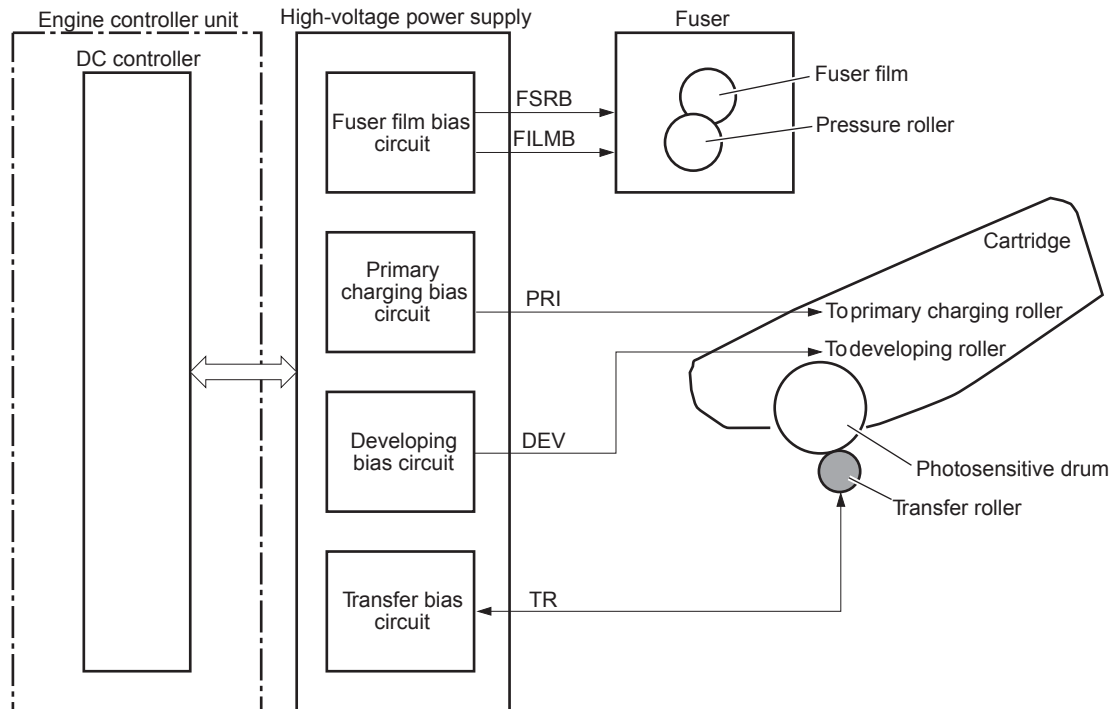 Engine controller unit
High-voltage power supply
Fuser
DC controller
Fuser film bias
circuit
FSRB
FILMB
Fuser film
Pressure roller
Primary
charging bias
circuit
PRI
Cartridge
To primary charging roller
To developing roller
Developing
bias circuit
DEV
Photosensitive drum
Transfer roller
Transfer bias
circuit
TR